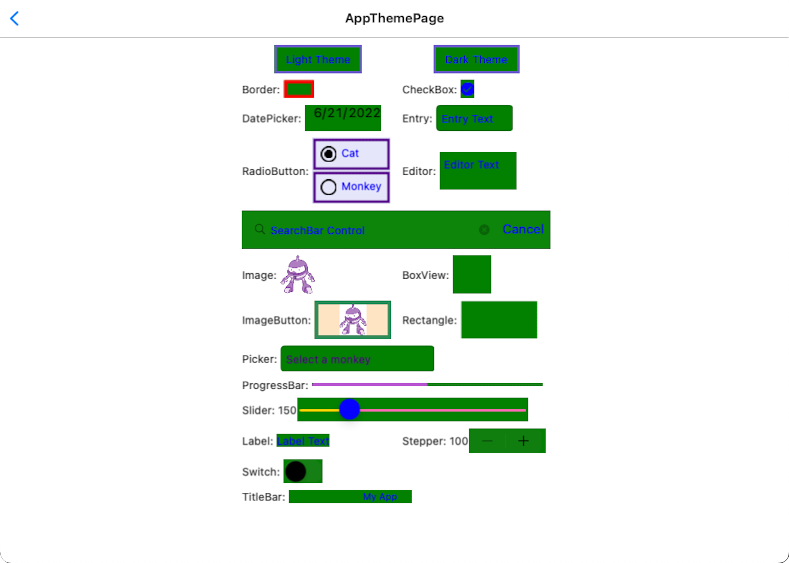 AppThemePage
Light Theme Dark Theme
Border: CheckBox:
DatePicker: 6/21/2022 Entry: Entry Text
Cat
RadioButton: Editor: Editor Text
Monkey
SearchBar Control Cancel
Image: BoxView:
ImageButton: Rectangle:
Picker: Select a monkey
ProgressBar:
Slider: 150
Label: Label Text Stepper: 100
Switch:
TitleBar: My App